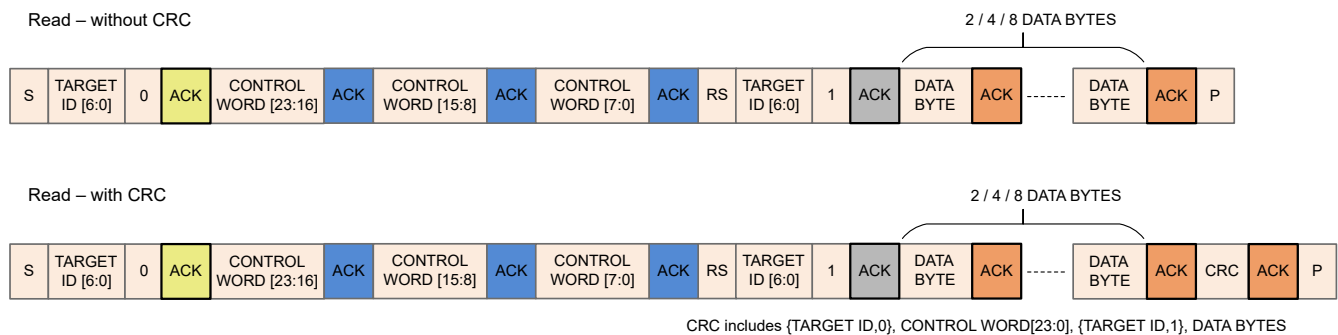 Read – without CRC
2 / 4 / 8 DATA BYTES
S TARGET ID [6:0] 0 ACK CONTROL WORD [23:16] ACK CONTROL WORD [15:8] ACK CONTROL WORD [7:0] ACK RS TARGET ID [6:0] 1 ACK DATA BYTE ACK ------ DATA BYTE ACK P
Read – with CRC
2 / 4 / 8 DATA BYTES
S TARGET ID [6:0] 0 ACK CONTROL WORD [23:16] ACK CONTROL WORD [15:8] ACK CONTROL WORD [7:0] ACK RS TARGET ID [6:0] 1 ACK DATA BYTE ACK ------ DATA BYTE ACK CRC ACK P
CRC includes {TARGET ID,0}, CONTROL WORD[23:0], {TARGET ID,1}, DATA BYTES